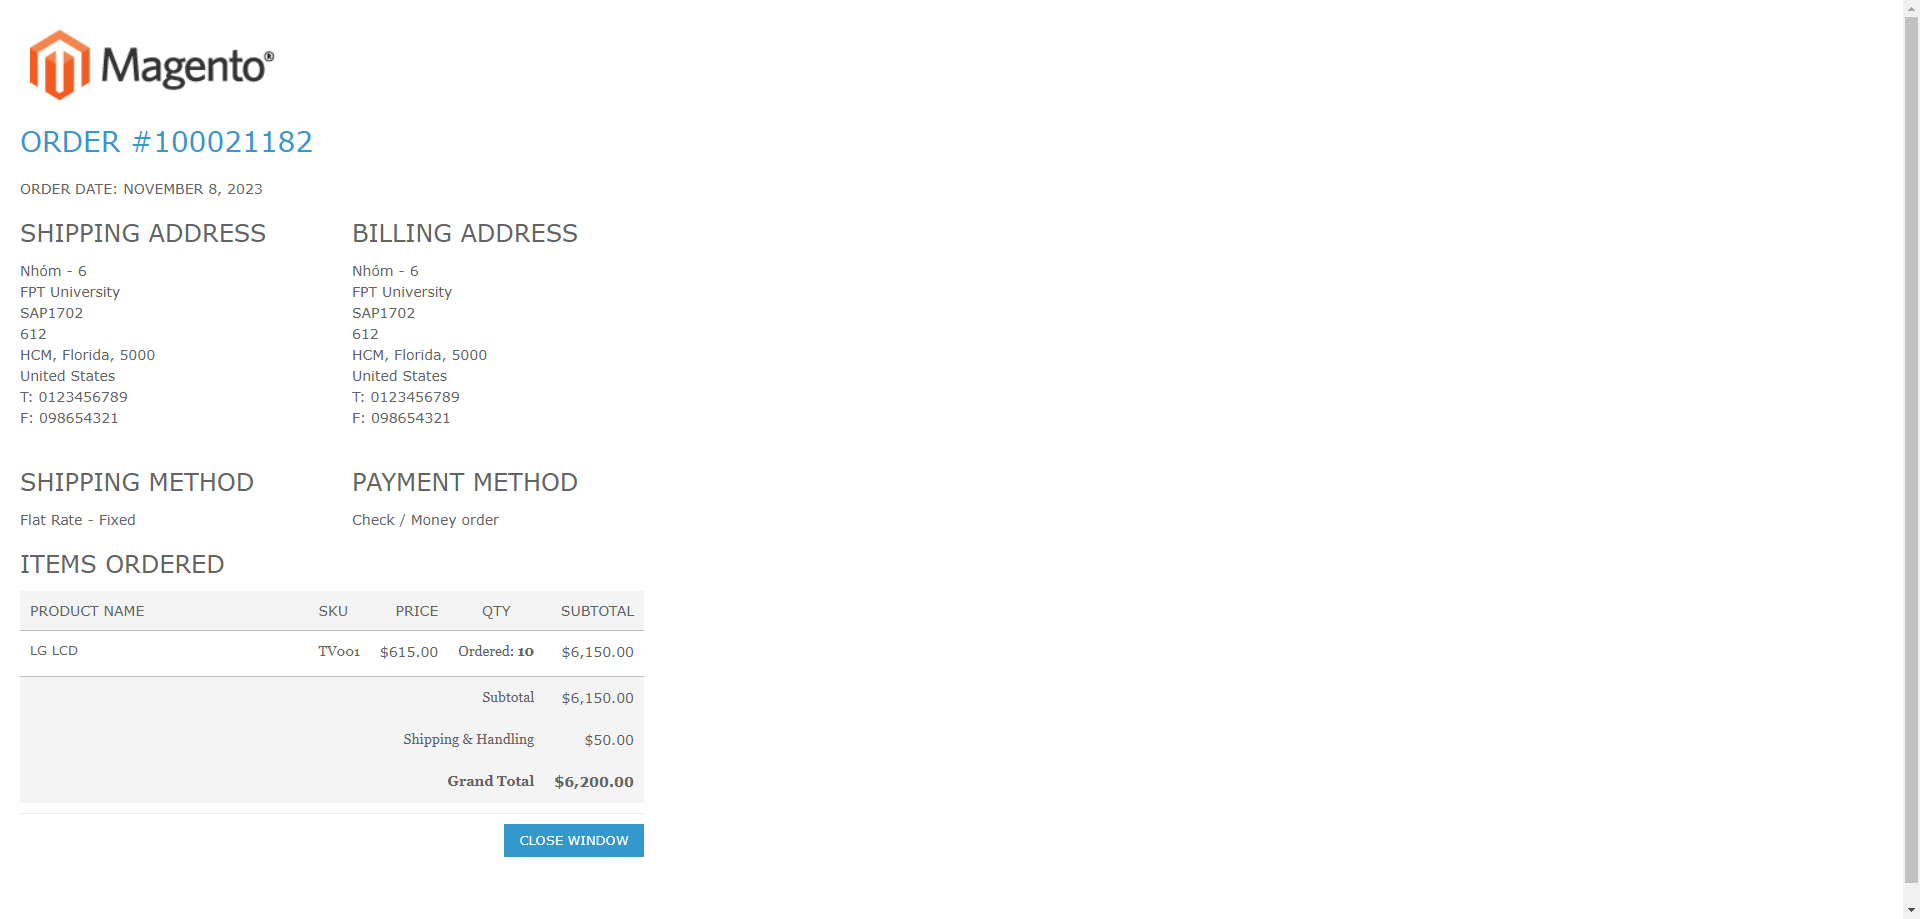 Magento®
ORDER #100021182
ORDER DATE: NOVEMBER 8, 2023
SHIPPING ADDRESS
Nhóm - 6
FPT University
SAP1702
612
HCM, Florida, 5000
United States
T: 0123456789
F: 098654321
BILLING ADDRESS
Nhóm - 6
FPT University
SAP1702
612
HCM, Florida, 5000
United States
T: 0123456789
F: 098654321
SHIPPING METHOD
Flat Rate - Fixed
PAYMENT METHOD
Check / Money order
ITEMS ORDERED
PRODUCT NAME SKU PRICE QTY SUBTOTAL
LG LCD TV001 $615.00 Ordered: 10 $6,150.00
Subtotal $6,150.00
Shipping & Handling $50.00
Grand Total $6,200.00
CLOSE WINDOW